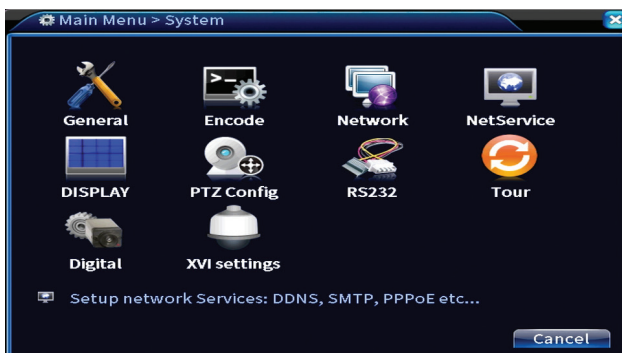 Main Menu > System
General Encode Network NetService
DISPLAY PTZ Config RS232 Tour
Digital XVI settings
Setup network Services: DDNS, SMTP, PPPoE etc...
Cancel